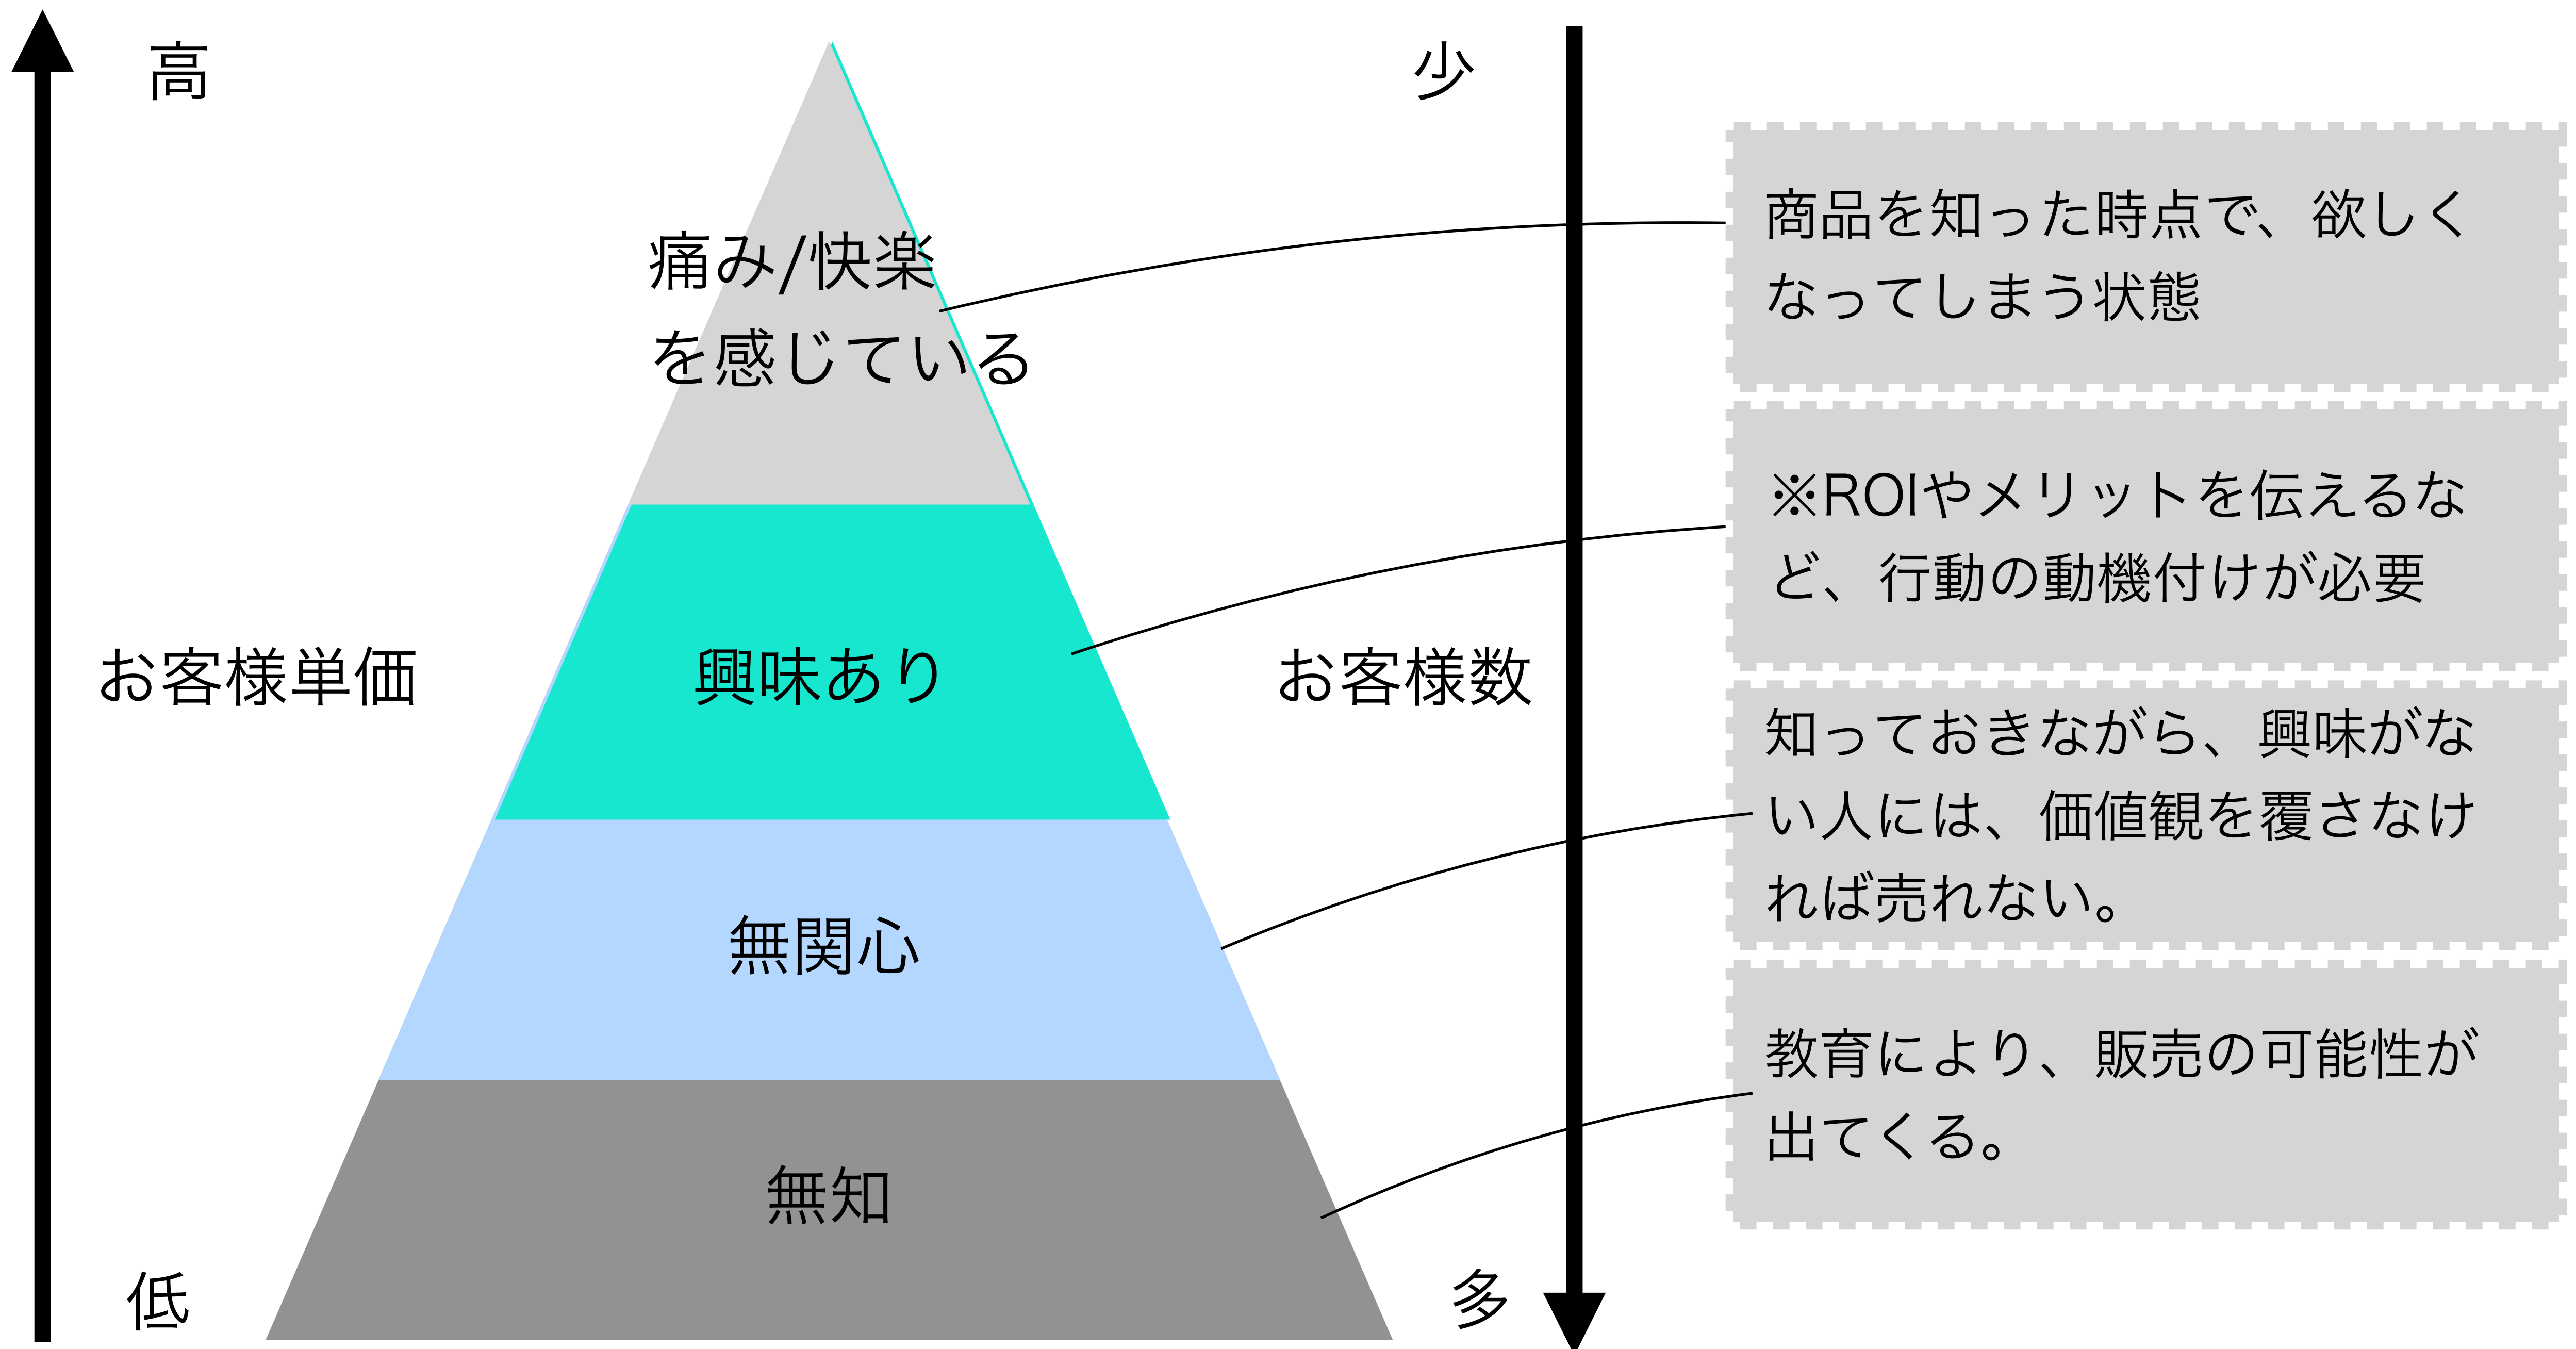 高
少
商品を知った時点で、欲しく
なってしまう状態
痛み/快楽
を感じている
※ROIやメリットを伝えるな
ど、行動の動機付けが必要
お客様単価
興味あり
お客様数
知っておきながら、興味がな
い人には、価値観を覆さなけ
れば売れない。
無関心
教育により、販売の可能性が
出てくる。
無知
低
多